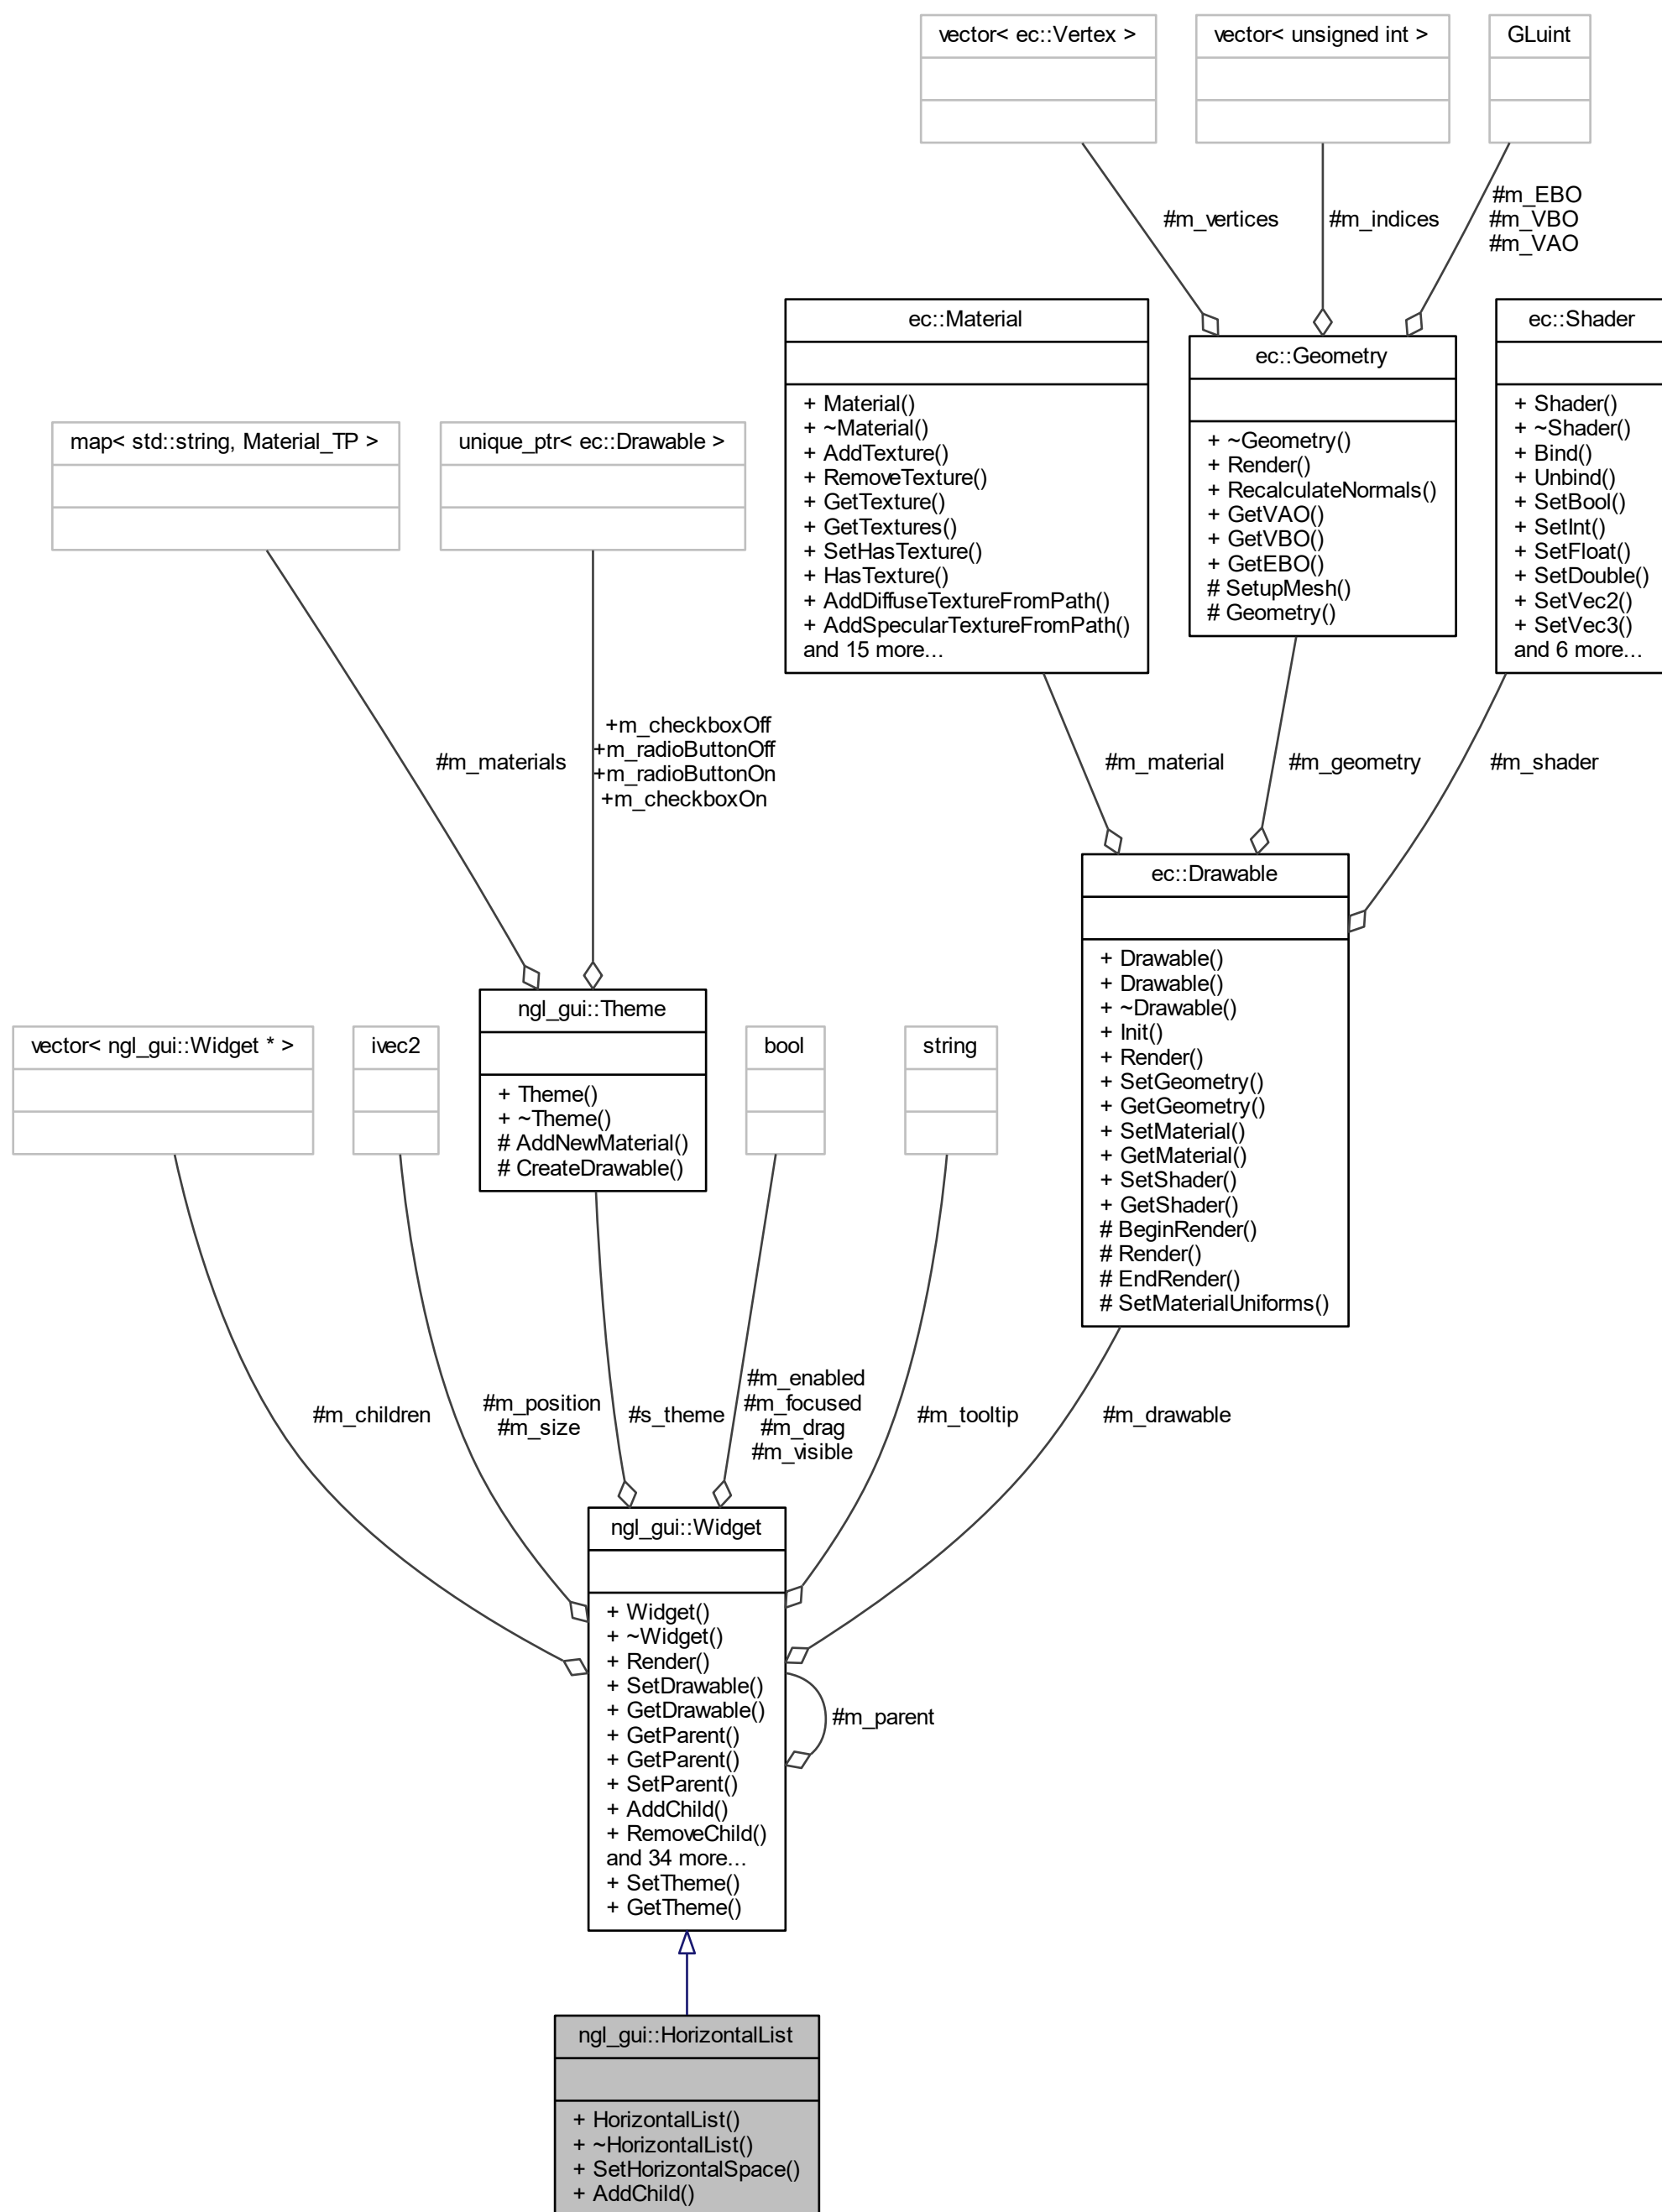 vector< ec::Vertex >
vector< unsigned int >
GLuint
#m_vertices
#m_indices
#m_EBO
#m_VBO
#m_VAO
ec::Material
+ Material()
+ ~Material()
+ AddTexture()
+ RemoveTexture()
+ GetTexture()
+ GetTextures()
+ SetHasTexture()
+ HasTexture()
+ AddDiffuseTextureFromPath()
+ AddSpecularTextureFromPath()
and 15 more...
ec::Geometry
+ ~Geometry()
+ Render()
+ RecalculateNormals()
+ GetVAO()
+ GetVBO()
+ GetEBO()
# SetupMesh()
# Geometry()
ec::Shader
+ Shader()
+ ~Shader()
+ Bind()
+ Unbind()
+ SetBool()
+ SetInt()
+ SetFloat()
+ SetDouble()
+ SetVec2()
+ SetVec3()
and 6 more...
map< std::string, Material_TP >
unique_ptr< ec::Drawable >
#m_materials
+m_checkboxOff
+m_radioButtonOff
+m_radioButtonOn
+m_checkboxOn
#m_material
#m_geometry
#m_shader
ec::Drawable
+ Drawable()
+ Drawable()
+ ~Drawable()
+ Init()
+ Render()
+ SetGeometry()
+ GetGeometry()
+ SetMaterial()
+ GetMaterial()
+ SetShader()
+ GetShader()
# BeginRender()
# Render()
# EndRender()
# SetMaterialUniforms()
vector< ngl_gui::Widget * >
ivec2
ngl_gui::Theme
+ Theme()
+ ~Theme()
# AddNewMaterial()
# CreateDrawable()
bool
string
#m_children
#m_position
#m_size
#s_theme
#m_enabled
#m_focused
#m_drag
#m_visible
#m_tooltip
#m_drawable
ngl_gui::Widget
+ Widget()
+ ~Widget()
+ Render()
+ SetDrawable()
+ GetDrawable()
+ GetParent()
+ GetParent()
+ SetParent()
+ AddChild()
+ RemoveChild()
and 34 more...
+ SetTheme()
+ GetTheme()
#m_parent
ngl_gui::HorizontalList
+ HorizontalList()
+ ~HorizontalList()
+ SetHorizontalSpace()
+ AddChild()